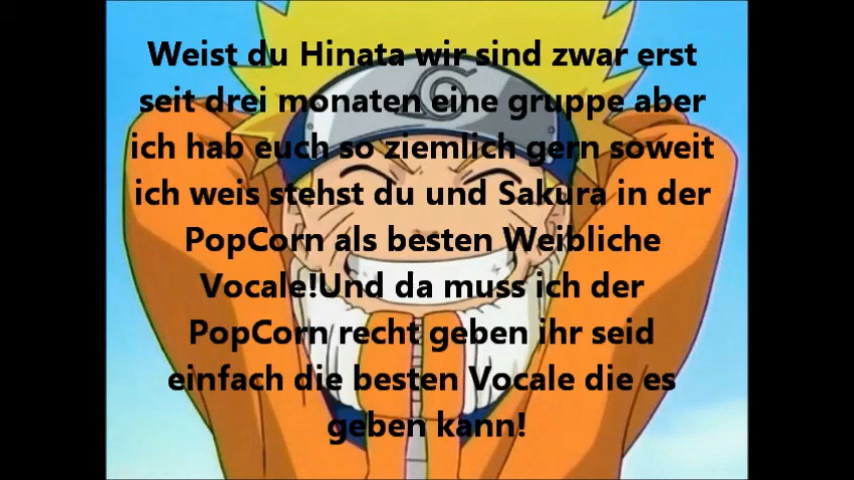 Weist du Hinata wir sind zwar erst
seit drei monaten eine gruppe aber
ich hab euch so ziemlich gern soweit
ich weis stehst du und Sakura in der
PopCorn als besten Weibliche
Vocale!Und da muss ich der
PopCorn recht geben ihr seid
einfach die besten Vocale die es
geben kann!